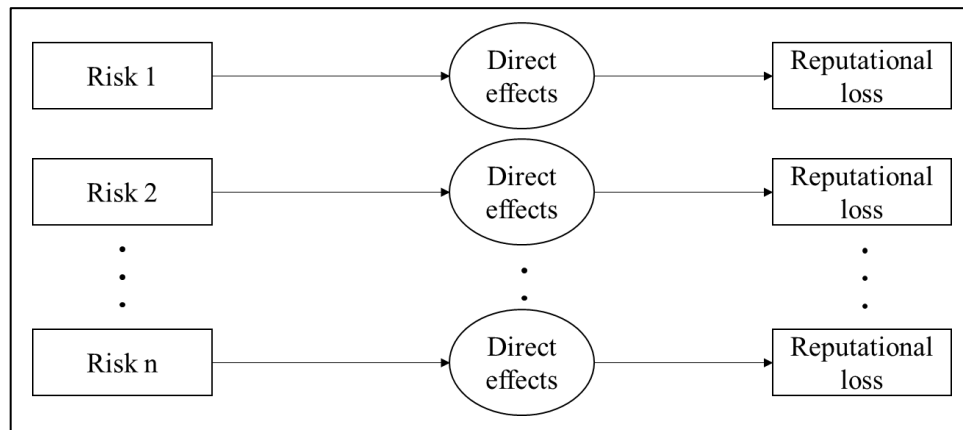 Risk 1
Direct
effects
Reputational
loss
Risk 2
Direct
effects
Reputational
loss
Risk n
Direct
effects
Reputational
loss